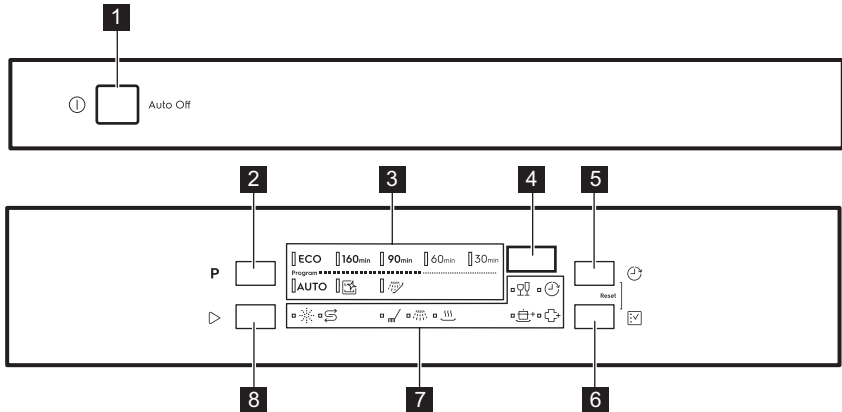 1
Auto Off
2 3 4 5
ECO 160min 90min 60min 30min
P
Program
AUTO
Reset
8 7 6